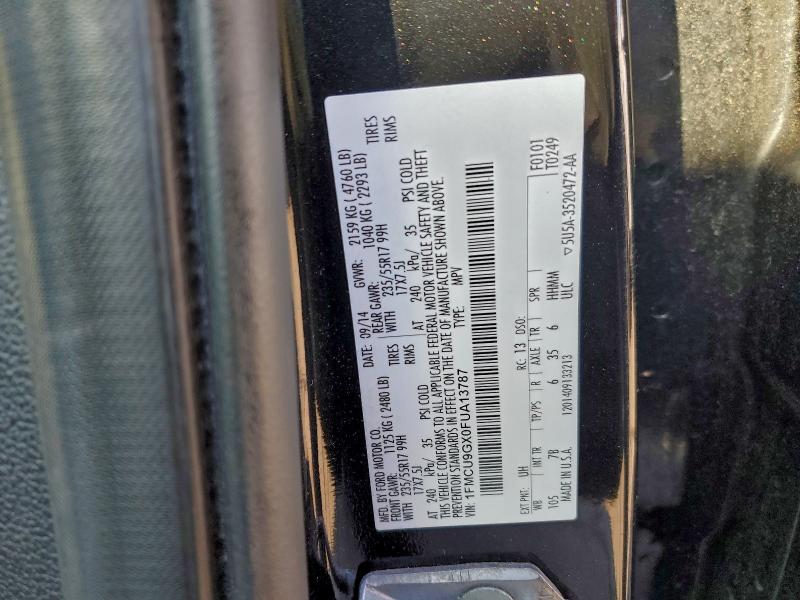 MFD. BY FORD MOTOR CO.
DATE: 09/14 GVWR: 2159 KG ( 4760 LB)
FRONT GAWR: 1125 KG ( 2480 LB) REAR GAWR: 1040 KG ( 2293 LB)
WITH 235/55R17 99H TIRES WITH 235/55R17 99H TIRES
17X7.5J RIMS 17X7.5J RIMS
AT 240 kPa/ 35 PSI COLD AT 240 kPa/ 35 PSI COLD
THIS VEHICLE CONFORMS TO ALL APPLICABLE FEDERAL MOTOR VEHICLE SAFETY AND THEFT
PREVENTION STANDARDS IN EFFECT ON THE DATE OF MANUFACTURE SHOWN ABOVE.
VIN: 1FMCU9GX0FUA13787 TYPE: MPV
EXT PNT: UH RC: 13 DSO: F0101
WB INT TR TP/PS R AXLE TR SPR T0249
105 7B 6 35 6 HHMM
MADE IN U.S.A. 1201409133213 ULC ▽5U5A-3520472-AA